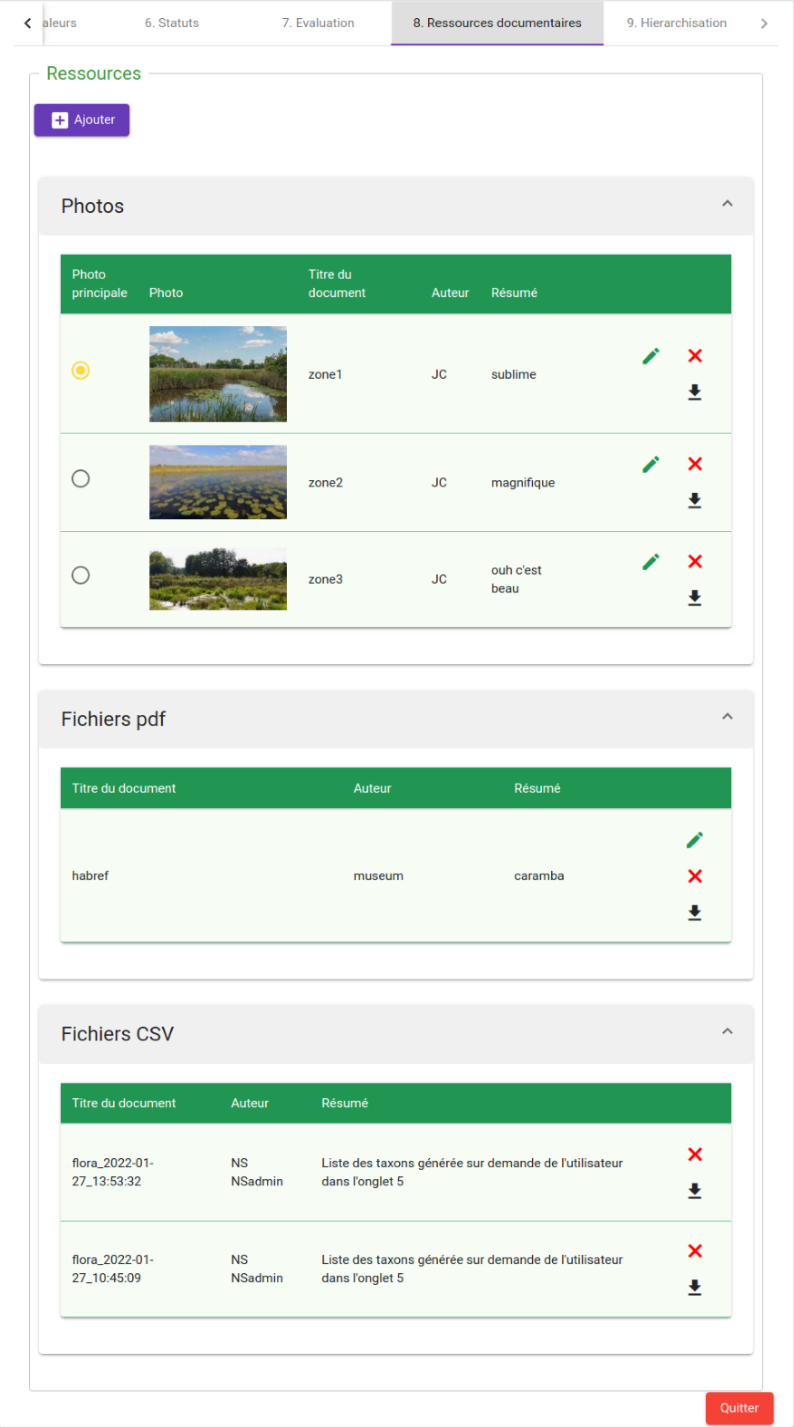 aleurs
6. Statuts
7. Evaluation
8. Ressources documentaires
9. Hierarchisation
Ressources
Ajouter
Photos
Photo principale
Photo
Titre du document
Auteur
Résumé
zone1
JC
sublime
zone2
JC
magnifique
zone3
JC
ouh c'est
beau
Fichiers pdf
Titre du document
Auteur
Résumé
habref
museum
caramba
Fichiers CSV
Titre du document
Auteur
Résumé
flora_2022-01-
27_13:53:32
NS
NSadmin
Liste des taxons générée sur demande de l'utilisateur
dans l'onglet 5
flora_2022-01-
27_10:45:09
NS
NSadmin
Liste des taxons générée sur demande de l'utilisateur
dans l'onglet 5
Quitter